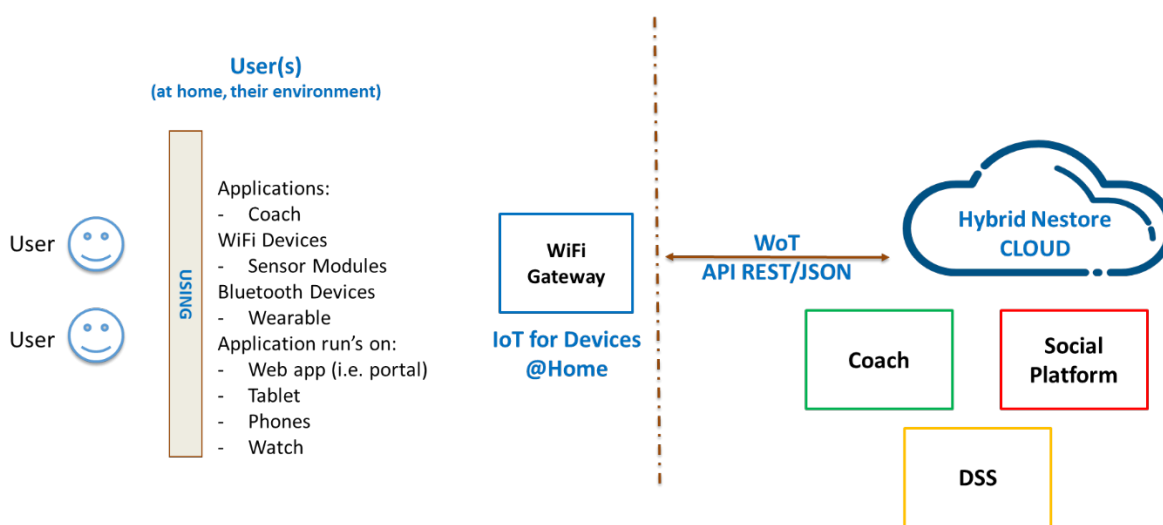 User(s)
(at home, their environment)
User
User
USING
Applications:
- Coach
WiFi Devices
- Sensor Modules
Bluetooth Devices
- Wearable
Application run's on:
- Web app (i.e. portal)
- Tablet
- Phones
- Watch
WiFi
Gateway
IoT for Devices
@Home
WoT
API REST/JSON
Hybrid Nestore
CLOUD
Coach
Social
Platform
DSS